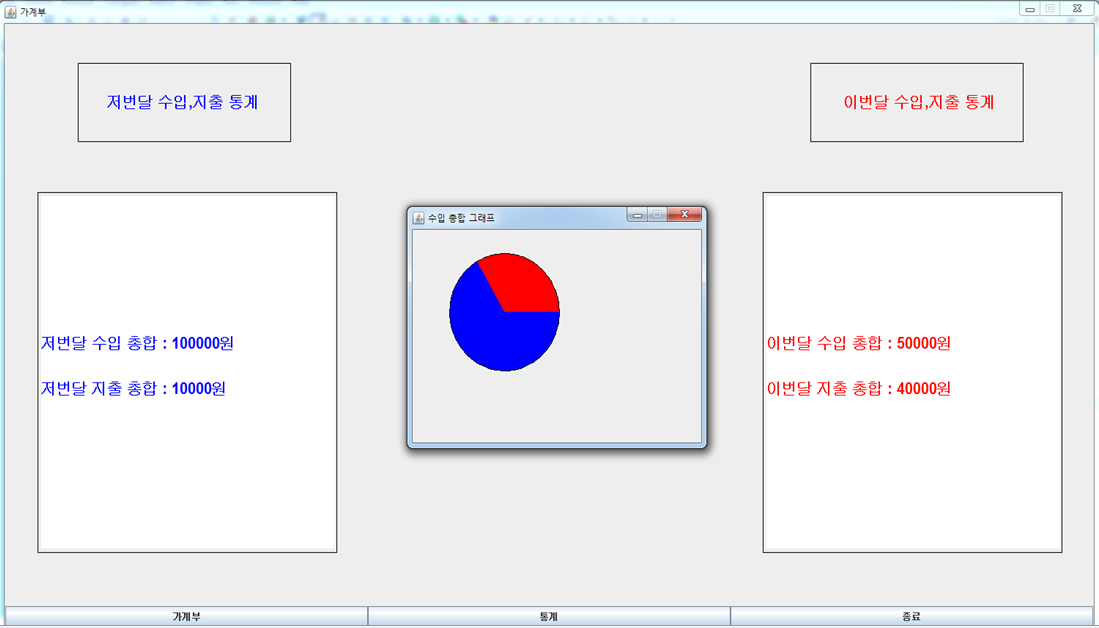 가계부
저번달 수입,지출 통계
이번달 수입,지출 통계
수입 총합 그래프
저번달 수입 총합 : 100000원
저번달 지출 총합 : 10000원
이번달 수입 총합 : 50000원
이번달 지출 총합 : 40000원
가계부
통계
종료